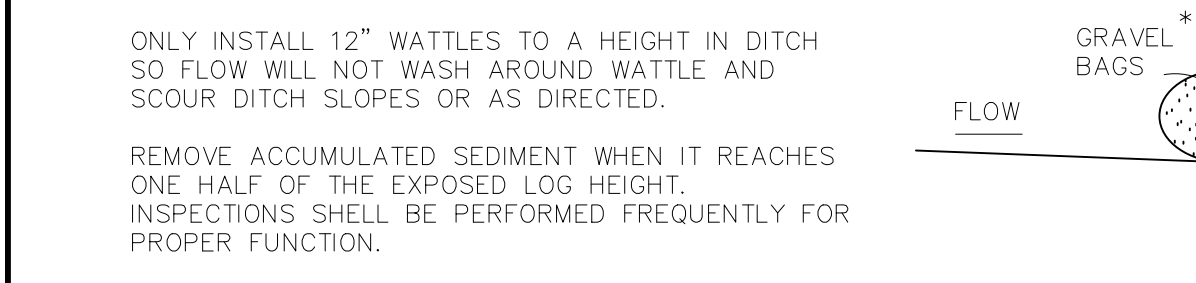 ONLY INSTALL 12” WATTLES TO A HEIGHT IN DITCH
SO FLOW WILL NOT WASH AROUND WATTLE AND
SCOUR DITCH SLOPES OR AS DIRECTED.
REMOVE ACCUMULATED SEDIMENT WHEN IT REACHES
ONE HALF OF THE EXPOSED LOG HEIGHT.
INSPECTIONS SHELL BE PERFORMED FREQUENTLY FOR
PROPER FUNCTION.
*
GRAVEL
BAGS
FLOW